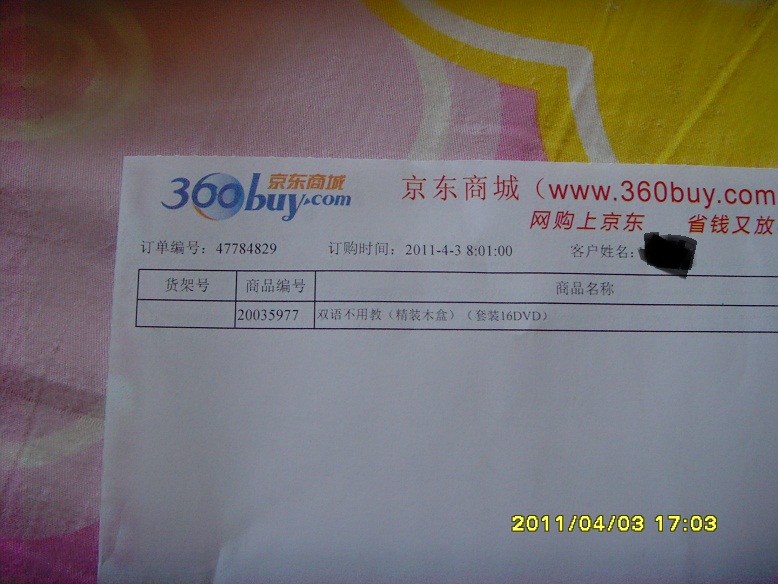 360buy.com 京东商城
京东商城（www.360buy.com
网购上京东 省钱又放
订单编号：47784829 订购时间：2011-4-3 8:01:00 客户姓名：
货架号 商品编号 商品名称
20035977 双语不用教（精装木盒）（套装16DVD）
2011/04/03 17:03